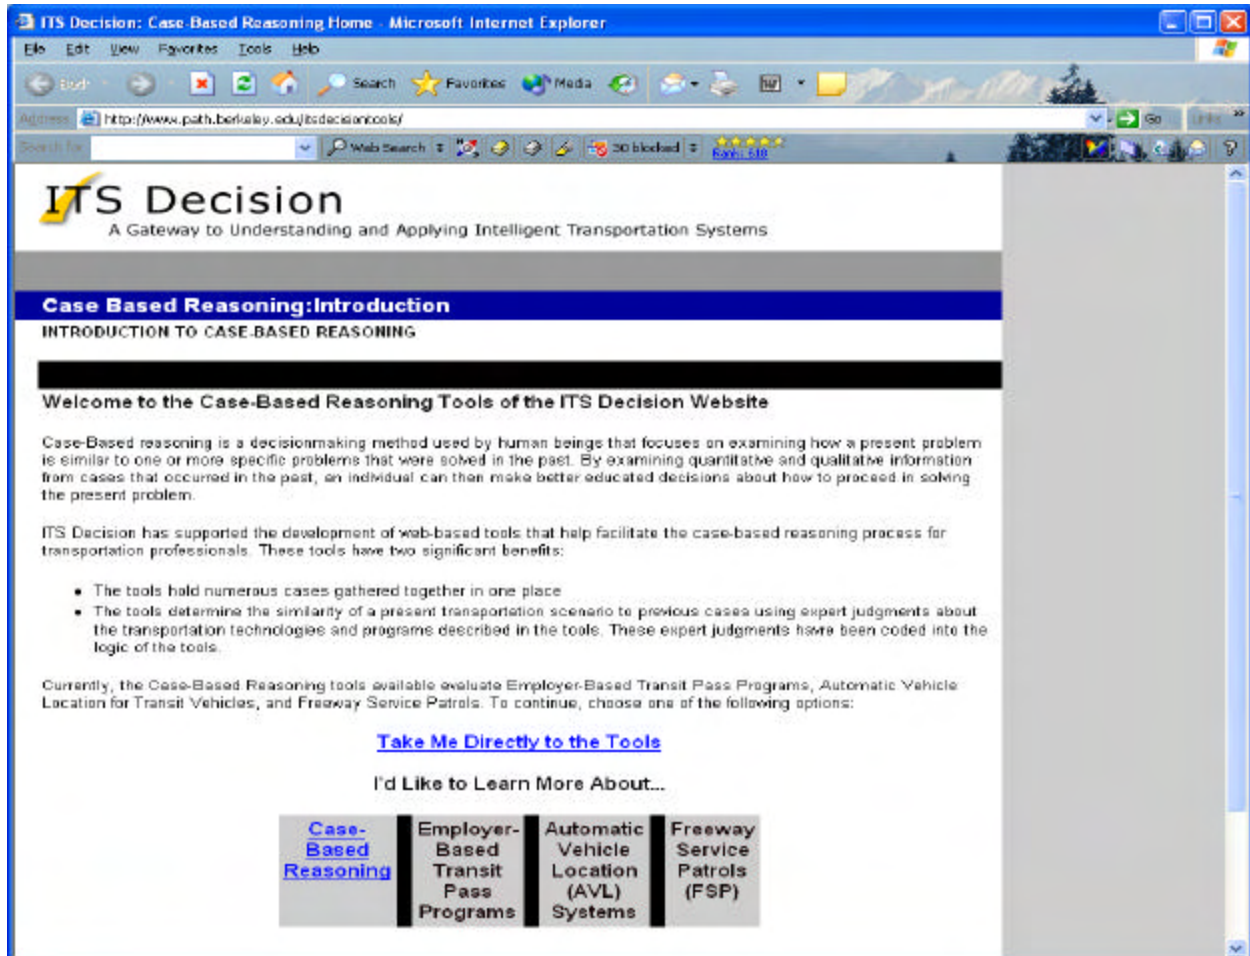 ITS Decision: Case-Based Reasoning Home - Microsoft Internet Explorer
File Edit View Favorites Tools Help
Back Search Favorites Media
Address http://www.path.berkeley.edu/itsdecisiontools/ Go Links »
Search for Web Search 30 blocked Rank: 618
ITS Decision
A Gateway to Understanding and Applying Intelligent Transportation Systems
Case Based Reasoning:Introduction
INTRODUCTION TO CASE-BASED REASONING
Welcome to the Case-Based Reasoning Tools of the ITS Decision Website
Case-Based reasoning is a decisionmaking method used by human beings that focuses on examining how a present problem
is similar to one or more specific problems that were solved in the past. By examining quantitative and qualitative information
from cases that occurred in the past, an individual can then make better educated decisions about how to proceed in solving
the present problem.
ITS Decision has supported the development of web-based tools that help facilitate the case-based reasoning process for
transportation professionals. These tools have two significant benefits:
• The tools hold numerous cases gathered together in one place
• The tools determine the similarity of a present transportation scenario to previous cases using expert judgments about
the transportation technologies and programs described in the tools. These expert judgments have been coded into the
logic of the tools.
Currently, the Case-Based Reasoning tools available evaluate Employer-Based Transit Pass Programs, Automatic Vehicle
Location for Transit Vehicles, and Freeway Service Patrols. To continue, choose one of the following options:
Take Me Directly to the Tools
I'd Like to Learn More About...
Case-
Based
Reasoning
Employer-
Based
Transit
Pass
Programs
Automatic
Vehicle
Location
(AVL)
Systems
Freeway
Service
Patrols
(FSP)